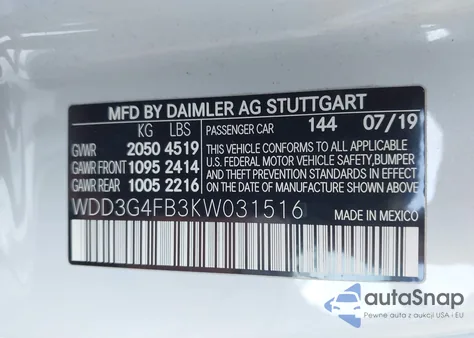 MFD BY DAIMLER AG STUTTGART
KG LBS
GVWR 2050 4519
GAWR FRONT 1095 2414
GAWR REAR 1005 2216
PASSENGER CAR 144 07/19
THIS VEHICLE CONFORMS TO ALL APPLICABLE
U.S. FEDERAL MOTOR VEHICLE SAFETY, BUMPER
AND THEFT PREVENTION STANDARDS IN EFFECT
ON THE DATE OF MANUFACTURE SHOWN ABOVE.
WDD3G4FB3KW031516
MADE IN MEXICO
autoSnap
Pewne auta z aukcji USA i EU